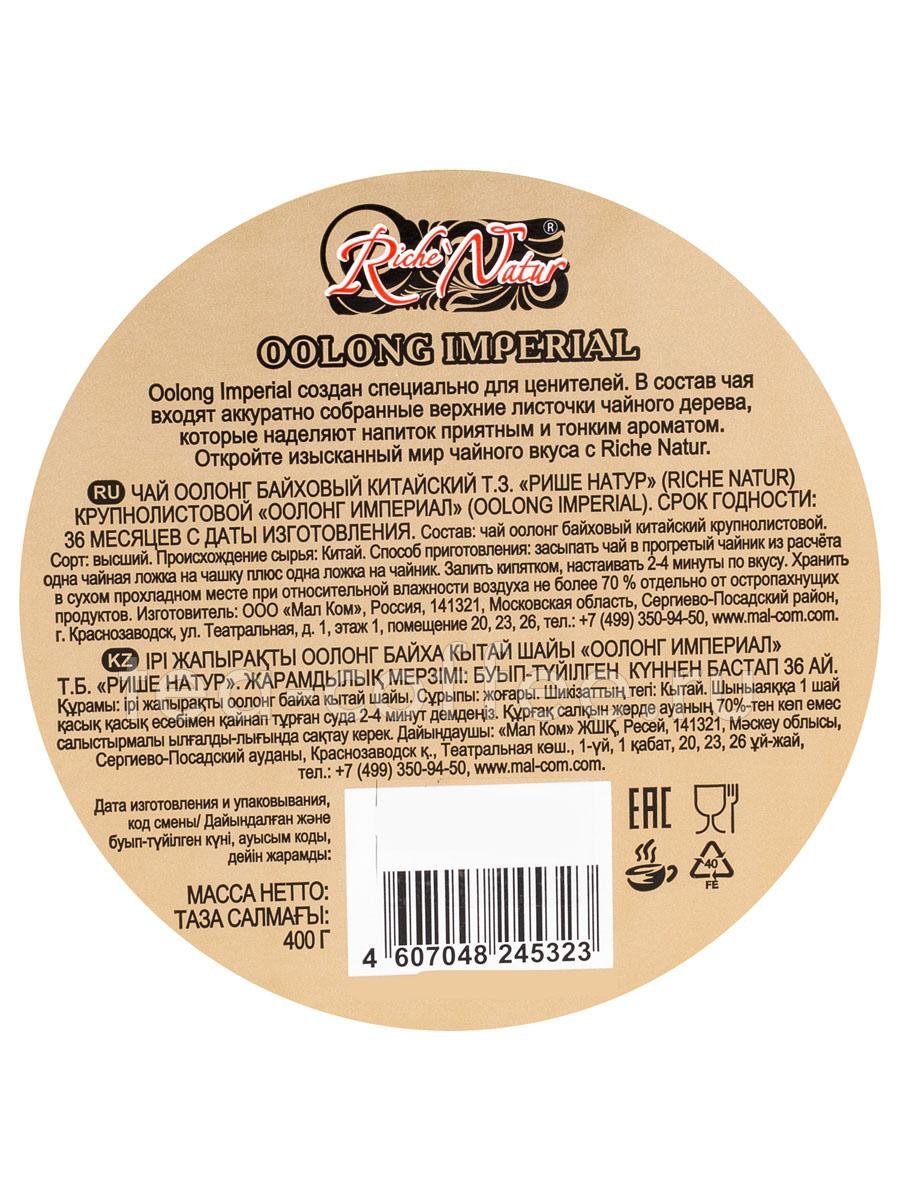 Riche Natur ®
OOLONG IMPERIAL
Oolong Imperial создан специально для ценителей. В состав чая
входят аккуратно собранные верхние листочки чайного дерева,
которые наделяют напиток приятным и тонким ароматом.
Откройте изысканный мир чайного вкуса с Riche Natur.
RU ЧАЙ ООЛОНГ БАЙХОВЫЙ КИТАЙСКИЙ Т.З. «РИШЕ НАТУР» (RICHE NATUR)
КРУПНОЛИСТОВОЙ «ООЛОНГ ИМПЕРИАЛ» (OOLONG IMPERIAL). СРОК ГОДНОСТИ:
36 МЕСЯЦЕВ С ДАТЫ ИЗГОТОВЛЕНИЯ. Состав: чай оолонг байховый китайский крупнолистовой.
Сорт: высший. Происхождение сырья: Китай. Способ приготовления: засыпать чай в прогретый чайник из расчёта
одна чайная ложка на чашку плюс одна ложка на чайник. Залить кипятком, настаивать 2-4 минуты по вкусу. Хранить
в сухом прохладном месте при относительной влажности воздуха не более 70 % отдельно от остропахнущих
продуктов. Изготовитель: ООО «Мал Ком», Россия, 141321, Московская область, Сергиево-Посадский район,
г. Краснозаводск, ул. Театральная, д. 1, этаж 1, помещение 20, 23, 26, тел.: +7 (499) 350-94-50, www.mal-com.com.
KZ ІРІ ЖАПЫРАҚТЫ ООЛОНГ БАЙХА КЫТАЙ ШАЙЫ «ООЛОНГ ИМПЕРИАЛ»
Т.Б. «РИШЕ НАТУР». ЖАРАМДЫЛЫҚ МЕРЗІМІ: БУЫП-ТҮЙІЛГЕН КҮННЕН БАСТАП 36 АЙ.
Құрамы: ірі жапырақты оолонг байха кытай шайы. Сұрыпы: жоғары. Шикізаттың тегі: Кытай. Шыныаяққа 1 шай
қасық қасық есебімен қайнап тұрған суда 2-4 минут демдеңіз. Құрғақ салқын жерде ауаның 70%-тен көп емес
салыстырмалы ылғалды-лығында сақтау керек. Дайындаушы: «Мал Ком» ЖШҚ, Ресей, 141321, Мәскеу облысы,
Сергиево-Посадский ауданы, Краснозаводск қ., Театральная көш., 1-үй, 1 қабат, 20, 23, 26 ұй-жай,
тел.: +7 (499) 350-94-50, www.mal-com.com.
Дата изготовления и упаковывания,
код смены/ Дайындалған және
буып-түйілген күні, ауысым коды,
дейін жарамды:
МАССА НЕТТО:
ТАЗА САЛМАҒЫ:
400 Г
4 607048 245323
EAC
40
FE